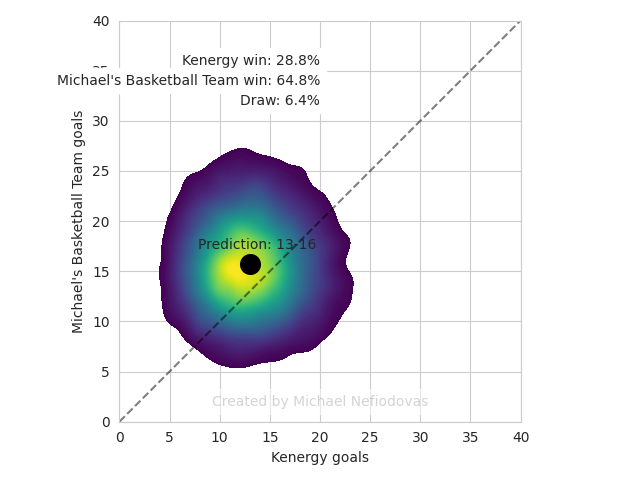 40
35
30
25
20
15
10
5
0
Michael's Basketball Team goals
Kenergy win: 28.8%
Michael's Basketball Team win: 64.8%
Draw: 6.4%
Prediction: 13-16
Created by Michael Nefiodovas
0 5 10 15 20 25 30 35 40
Kenergy goals